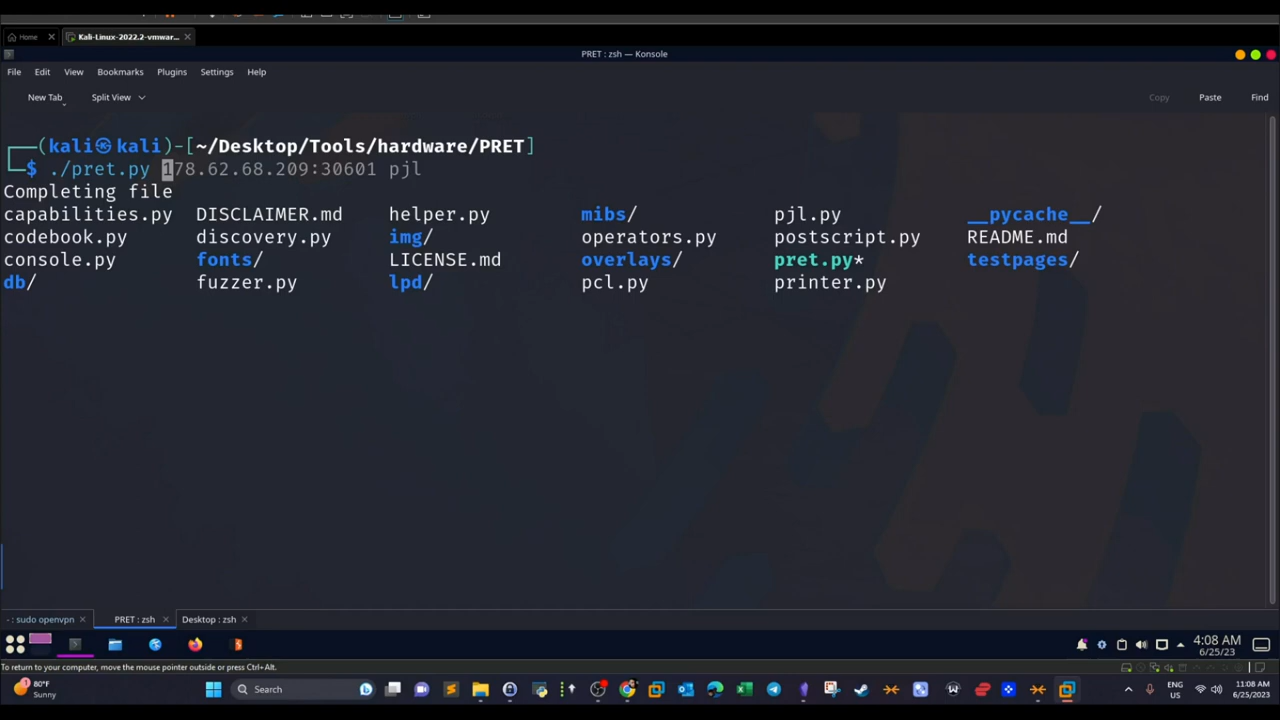 Home
Kali-Linux-2022.2-vmwar...
PRET : zsh — Konsole
File Edit View Bookmarks Plugins Settings Help
New Tab Split View Copy Paste Find
┌──(kali㉿kali)-[~/Desktop/Tools/hardware/PRET]
└─$ ./pret.py 178.62.68.209:30601 pjl
Completing file
capabilities.py DISCLAIMER.md helper.py mibs/ pjl.py __pycache__/
codebook.py discovery.py img/ operators.py postscript.py README.md
console.py fonts/ LICENSE.md overlays/ pret.py* testpages/
db/ fuzzer.py lpd/ pcl.py printer.py
- : sudo openvpn PRET : zsh Desktop : zsh
4:08 AM
6/25/23
To return to your computer, move the mouse pointer outside or press Ctrl+Alt.
1
80°F
Sunny
Search
ENG
US
11:08 AM
6/25/2023